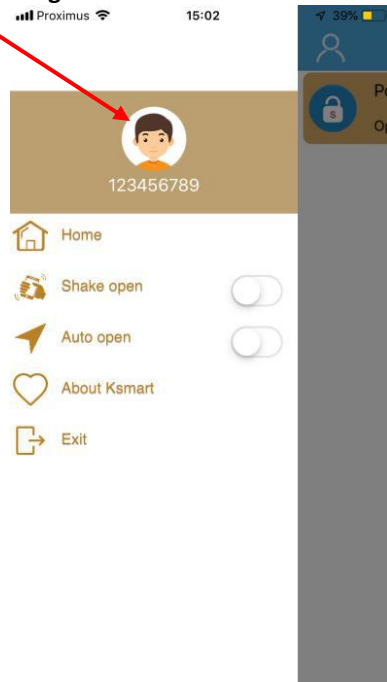 Proximus 15:02 39%
123456789
Home
Shake open
Auto open
About Ksmart
Exit
S